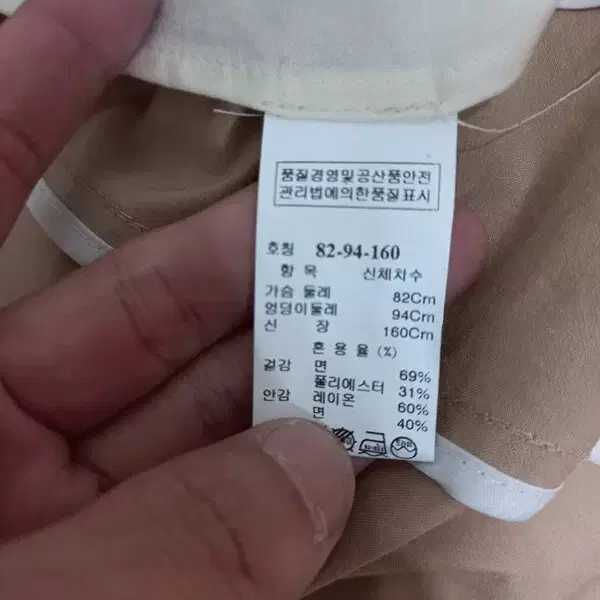 품질경영및공산품안전
관리법에의한품질표시
호칭 82-94-160
항 목 신체치수
가슴 둘레 82Cm
엉덩이둘레 94Cm
신 장 160Cm
혼 용 율 (%)
겉감 면 69%
폴리에스터 31%
안감 레이온 60%
면 40%